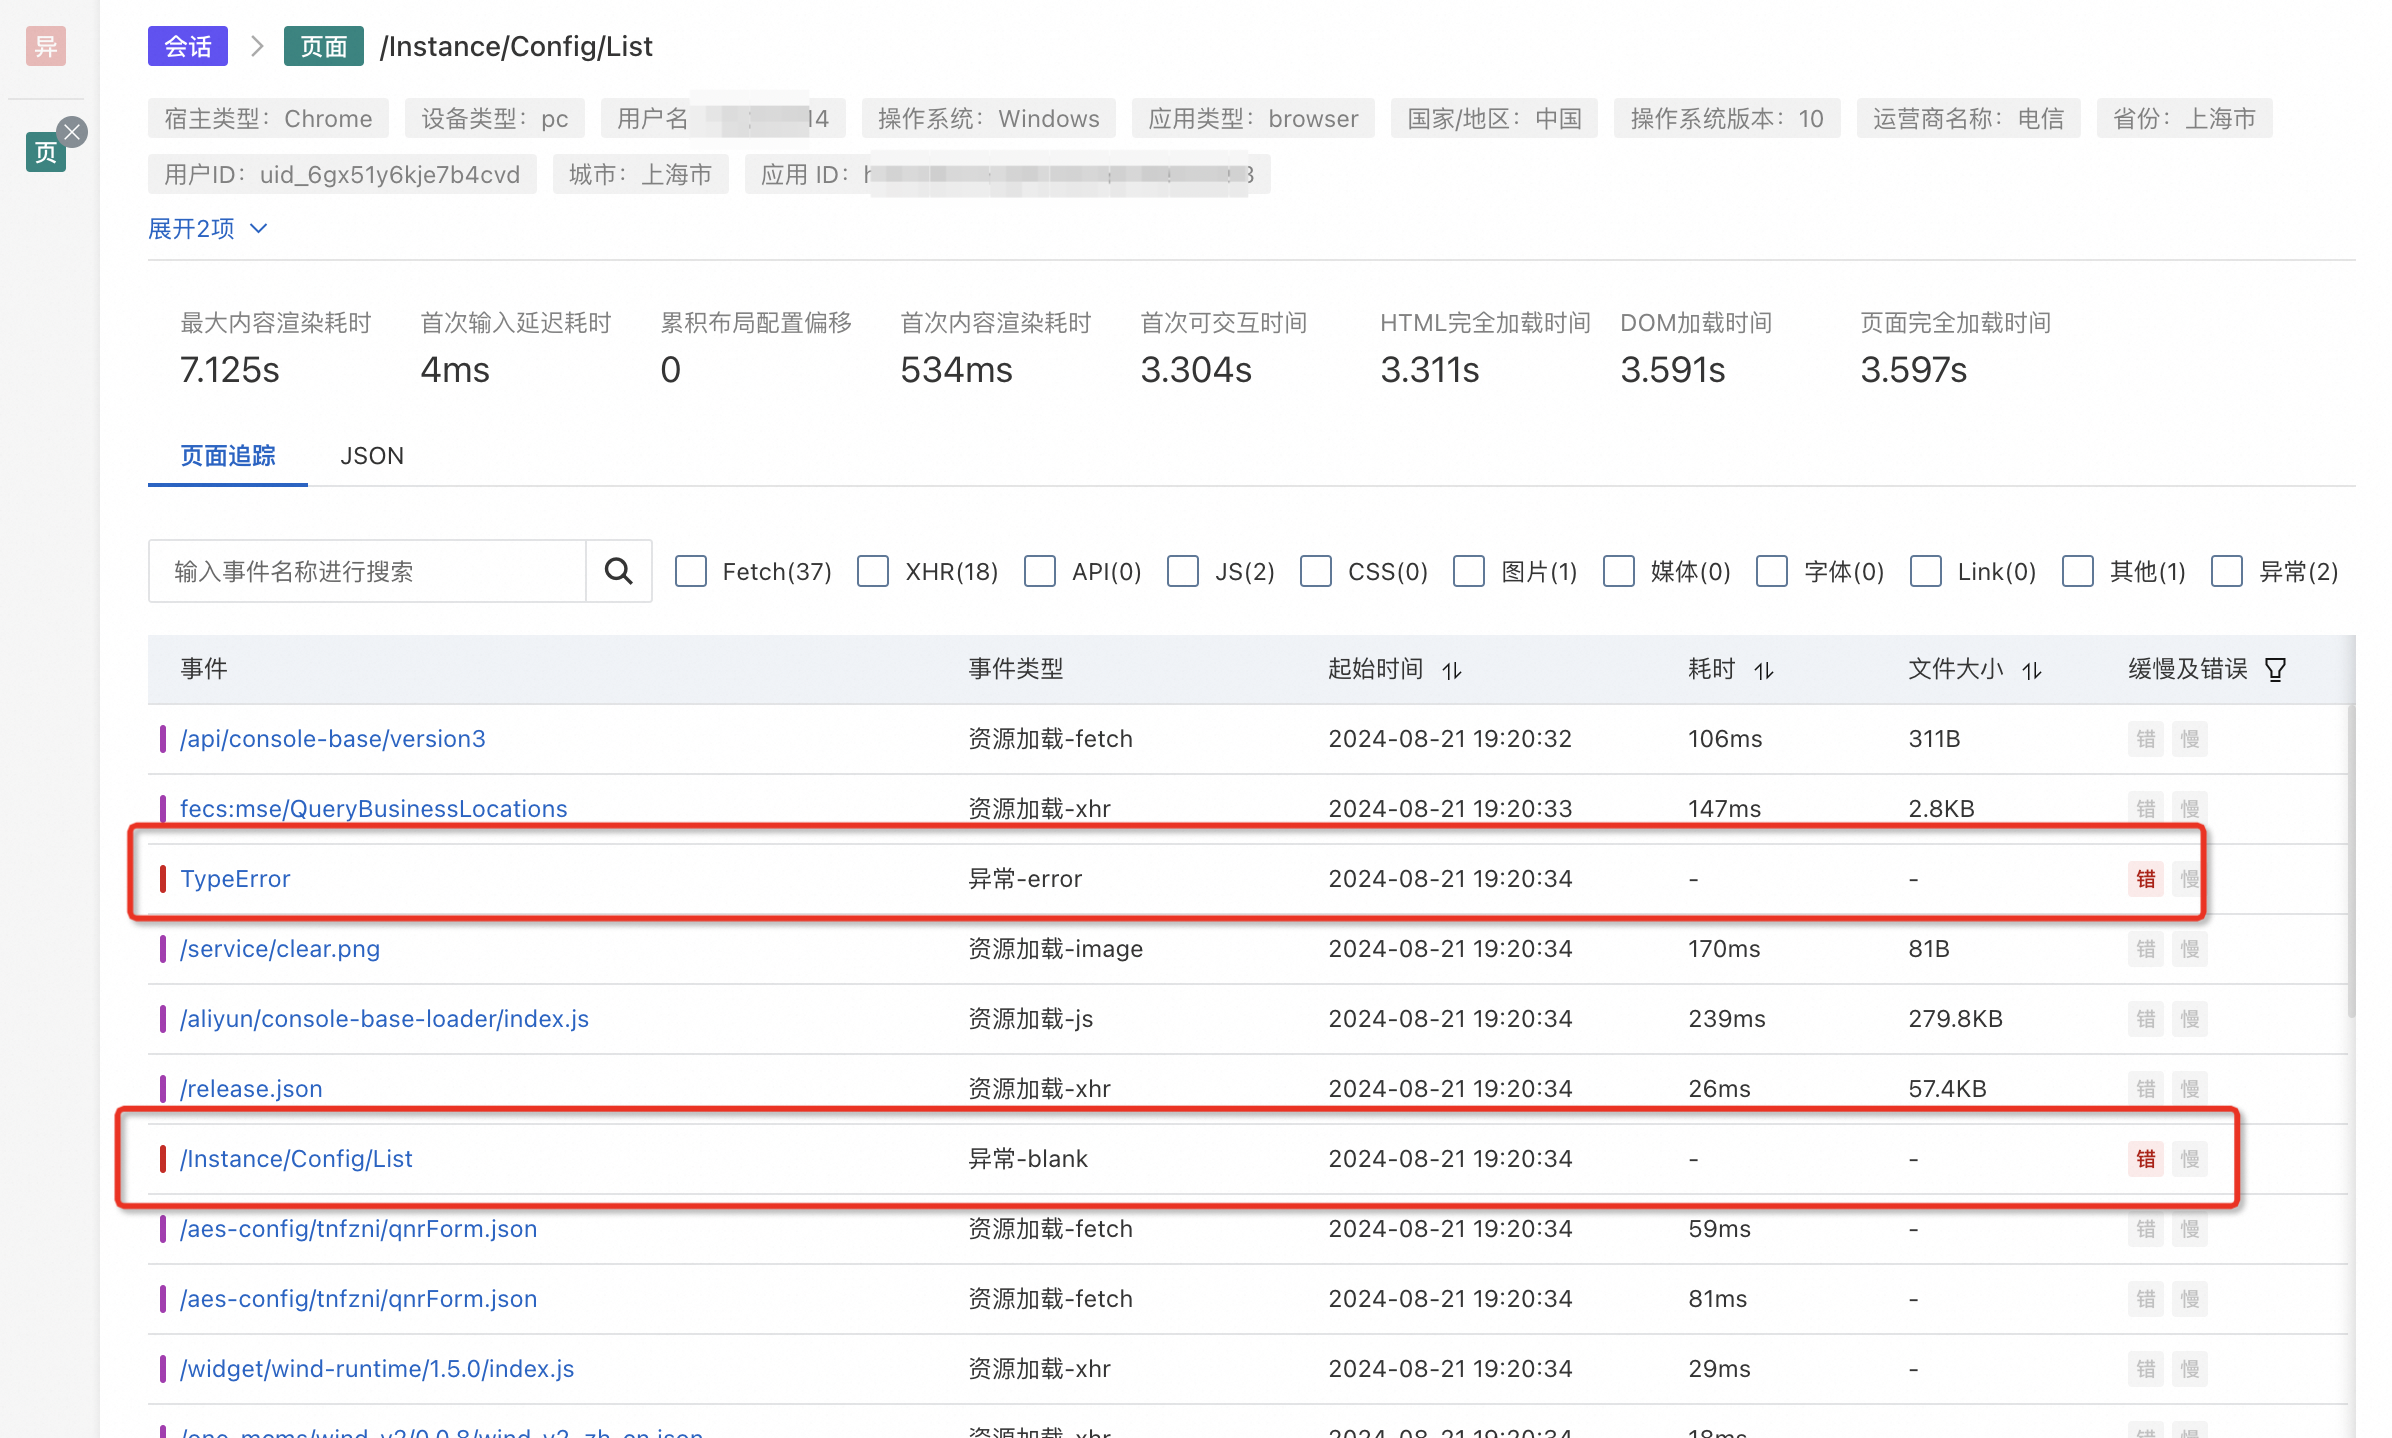 异
会话 > 页面 /Instance/Config/List
宿主类型： Chrome 设备类型： pc 用户名 14 操作系统： Windows 应用类型： browser 国家/地区： 中国 操作系统版本： 10 运营商名称： 电信 省份： 上海市
页
用户ID： uid_6gx51y6kje7b4cvd 城市： 上海市 应用 ID：
展开2项
最大内容渲染耗时 首次输入延迟耗时 累积布局配置偏移 首次内容渲染耗时 首次可交互时间 HTML完全加载时间 DOM加载时间 页面完全加载时间
7.125s 4ms 0 534ms 3.304s 3.311s 3.591s 3.597s
页面追踪 JSON
输入事件名称进行搜索 Fetch(37) XHR(18) API(0) JS(2) CSS(0) 图片(1) 媒体(0) 字体(0) Link(0) 其他(1) 异常(2)
事件 事件类型 起始时间 耗时 文件大小 缓慢及错误
/api/console-base/version3 资源加载-fetch 2024-08-21 19:20:32 106ms 311B 错 慢
fecs:mse/QueryBusinessLocations 资源加载-xhr 2024-08-21 19:20:33 147ms 2.8KB 错 慢
TypeError 异常-error 2024-08-21 19:20:34 - - 错 慢
/service/clear.png 资源加载-image 2024-08-21 19:20:34 170ms 81B 错 慢
/aliyun/console-base-loader/index.js 资源加载-js 2024-08-21 19:20:34 239ms 279.8KB 错 慢
/release.json 资源加载-xhr 2024-08-21 19:20:34 26ms 57.4KB 错 慢
/Instance/Config/List 异常-blank 2024-08-21 19:20:34 - - 错 慢
/aes-config/tnfzni/qnrForm.json 资源加载-fetch 2024-08-21 19:20:34 59ms - 错 慢
/aes-config/tnfzni/qnrForm.json 资源加载-fetch 2024-08-21 19:20:34 81ms - 错 慢
/widget/wind-runtime/1.5.0/index.js 资源加载-xhr 2024-08-21 19:20:34 29ms - 错 慢
资源加载-xhr 2024-08-21 19:20:34 18ms 错 慢